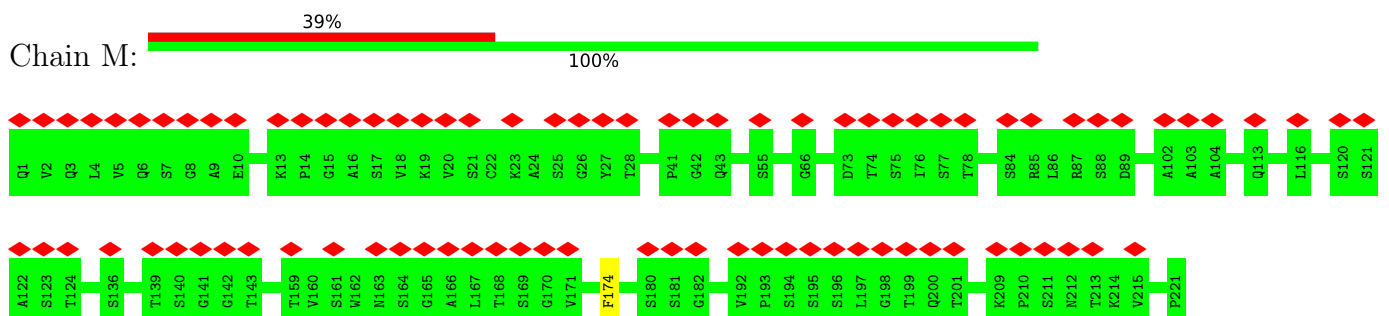 39%
Chain M:
100%
Q1 V2 Q3 L4 V5 Q6 S7 G8 A9 E10 K13 P14 G15 A16 S17 V18 K19 V20 S21 C22 K23 A24 S25 G26 Y27 T28 P41 G42 Q43 S55 G66 D73 T74 S75 I76 S77 T78 S84 R85 L86 R87 S88 D89 A102 A103 A104 Q113 L116 S120 S121
A122 S123 T124 S136 T139 S140 G141 G142 T143 T159 V160 S161 W162 N163 S164 G165 A166 L167 T168 S169 G170 V171 F174 S180 S181 G182 V192 P193 S194 S195 S196 L197 G198 T199 Q200 T201 K209 P210 S211 N212 T213 K214 V215 P221